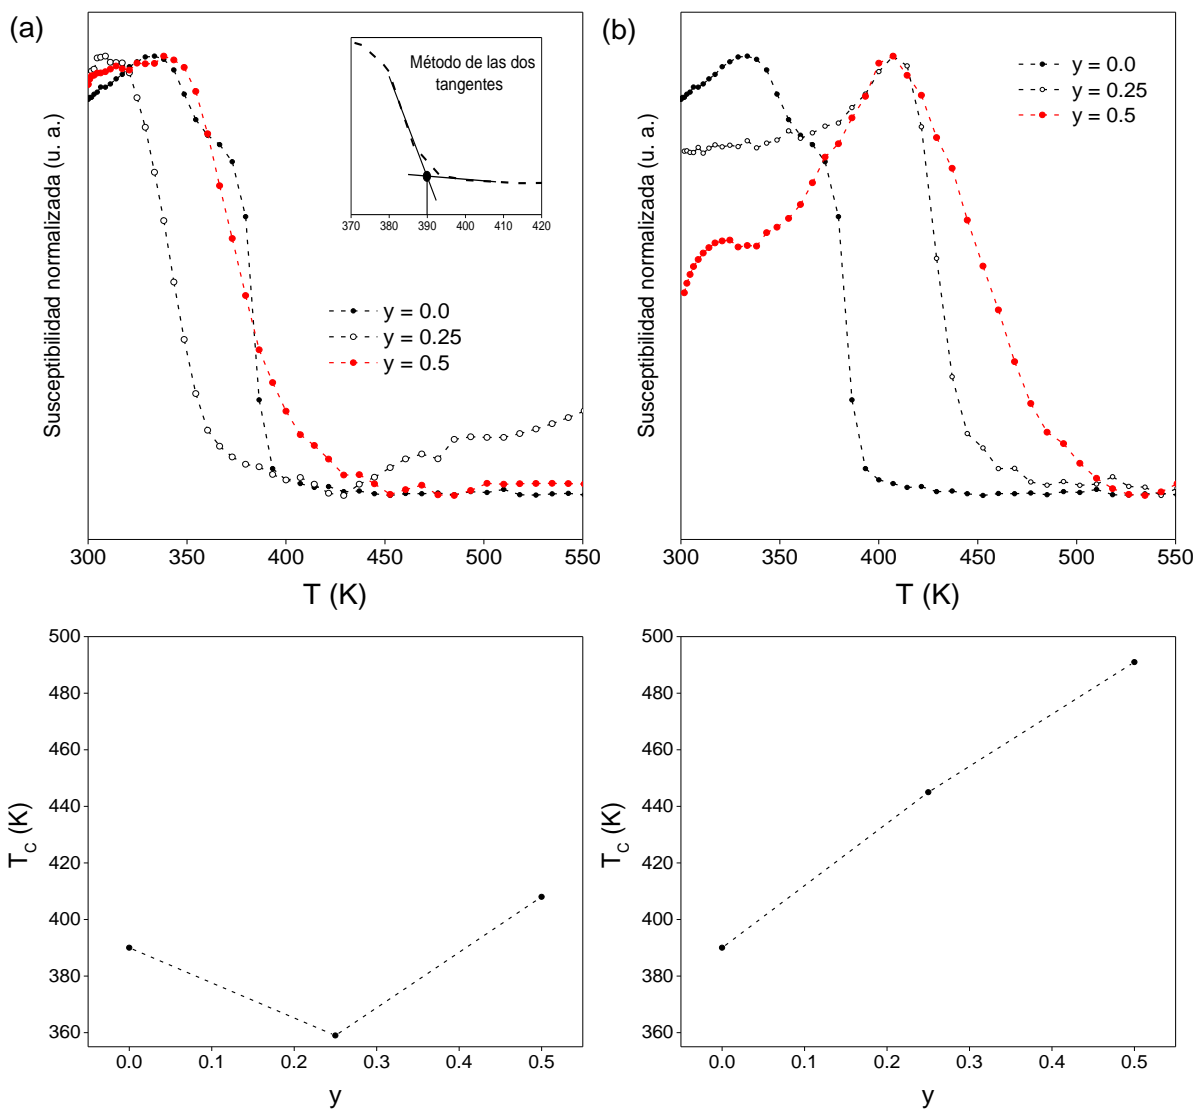 (a)
Susceptibilidad normalizada (u. a.)
Método de las dos
tangentes
370 380 390 400 410 420
y = 0.0
y = 0.25
y = 0.5
300 350 400 450 500 550
T (K)
(b)
Susceptibilidad normalizada (u. a.)
y = 0.0
y = 0.25
y = 0.5
300 350 400 450 500 550
T (K)
500
480
460
440
420
400
380
360
T_C (K)
0.0 0.1 0.2 0.3 0.4 0.5
y
500
480
460
440
420
400
380
360
T_C (K)
0.0 0.1 0.2 0.3 0.4 0.5
y